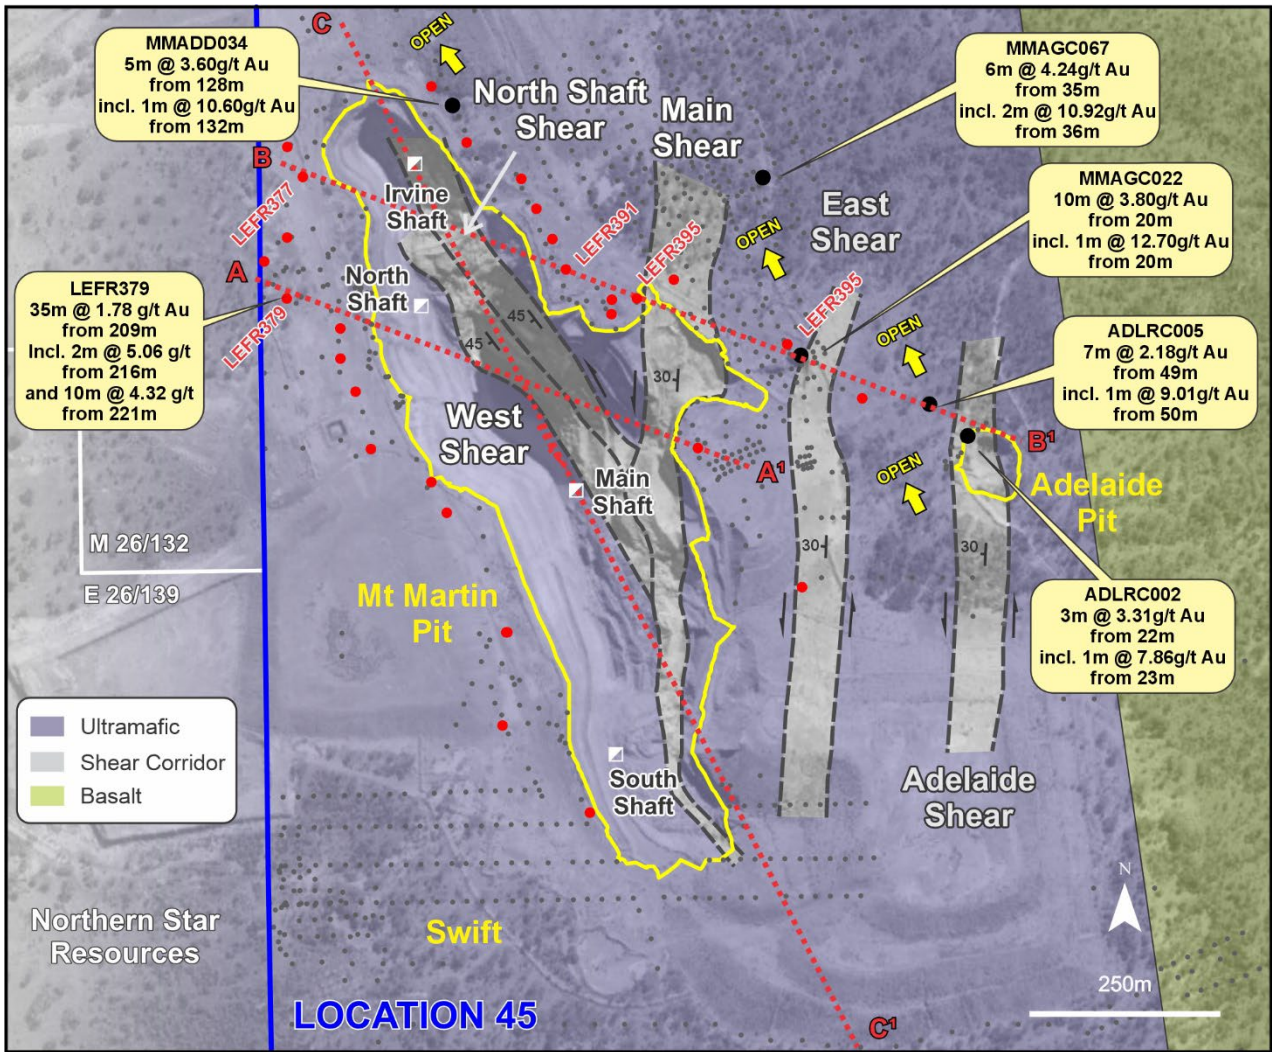 C
OPEN
MMADD034
5m @ 3.60g/t Au
from 128m
incl. 1m @ 10.60g/t Au
from 132m
North Shaft
Shear
Main
Shear
MMAGC067
6m @ 4.24g/t Au
from 35m
incl. 2m @ 10.92g/t Au
from 36m
B
LEFR377
Irvine
Shaft
LEFR391
LEFR395
OPEN
East
Shear
MMAGC022
10m @ 3.80g/t Au
from 20m
incl. 1m @ 12.70g/t Au
from 20m
A
North
Shaft
LEFR379
35m @ 1.78 g/t Au
from 209m
Incl. 2m @ 5.06 g/t
from 216m
and 10m @ 4.32 g/t
from 221m
LEFR379
45
45
30
LEFR395
OPEN
ADLRC005
7m @ 2.18g/t Au
from 49m
incl. 1m @ 9.01g/t Au
from 50m
West
Shear
A¹
B¹
OPEN
Adelaide
Pit
Main
Shaft
M 26/132
E 26/139
30
30
Mt Martin
Pit
ADLRC002
3m @ 3.31g/t Au
from 22m
incl. 1m @ 7.86g/t Au
from 23m
Ultramafic
Shear Corridor
Basalt
South
Shaft
Adelaide
Shear
Northern Star
Resources
Swift
N
250m
LOCATION 45
C¹